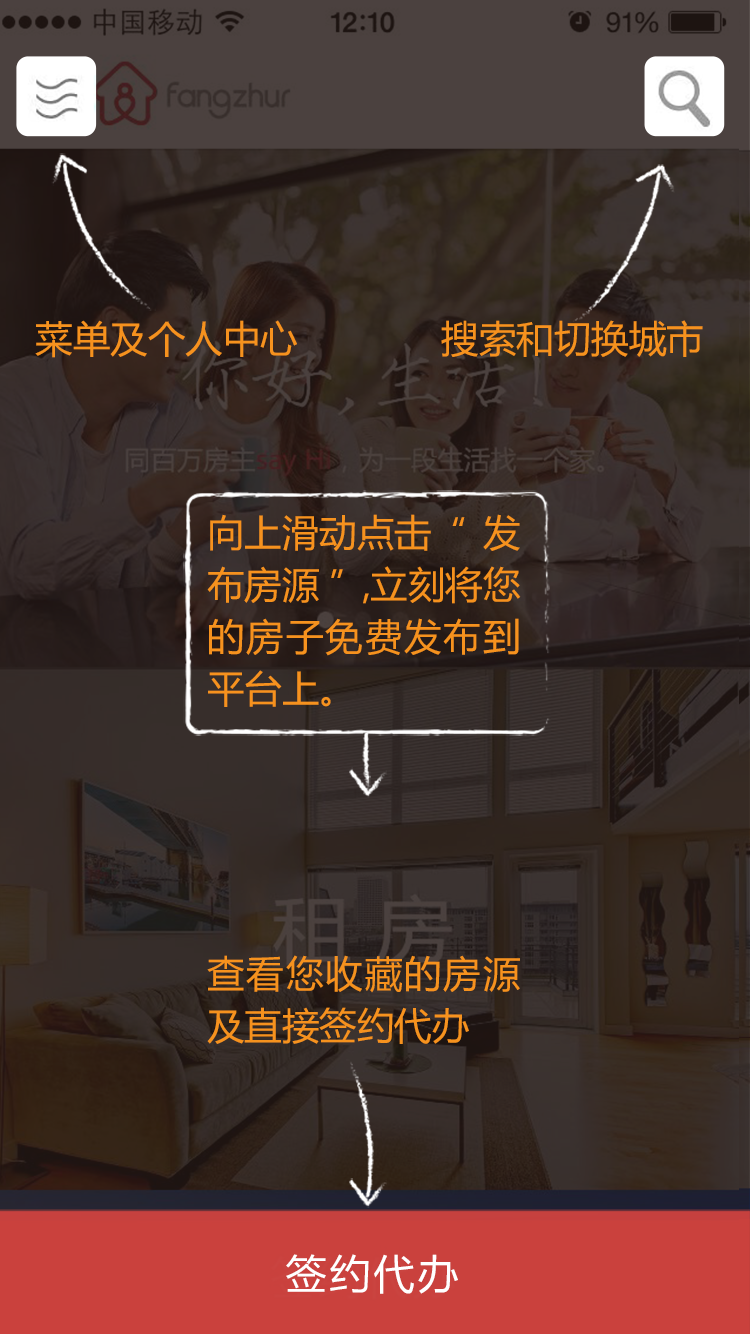 中国移动 12:10 91%
fangzhur
菜单及个人中心 搜索和切换城市
你好,生活!
同百万房主say Hi，为一段生活找一个家。
向上滑动点击“ 发
布房源 ”,立刻将您
的房子免费发布到
平台上。
租房
查看您收藏的房源
及直接签约代办
签约代办